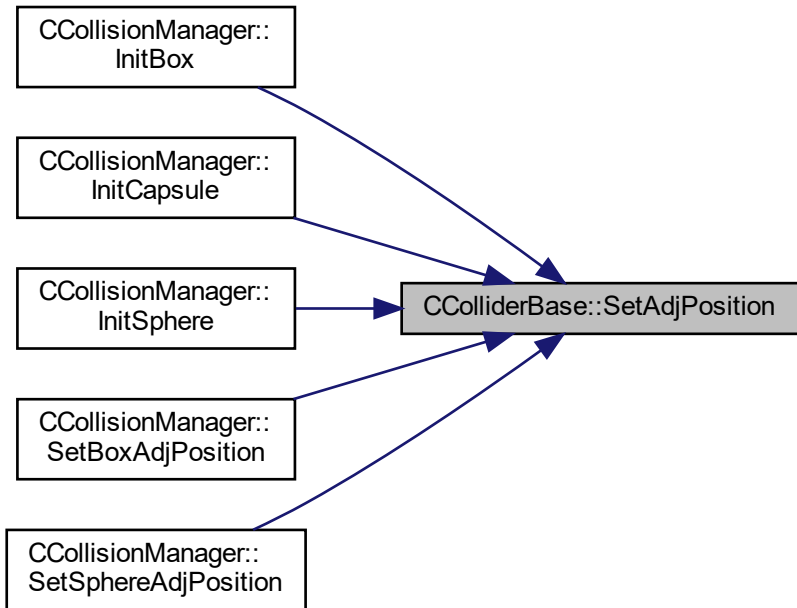 CCollisionManager::
InitBox
CCollisionManager::
InitCapsule
CCollisionManager::
InitSphere
CColliderBase::SetAdjPosition
CCollisionManager::
SetBoxAdjPosition
CCollisionManager::
SetSphereAdjPosition